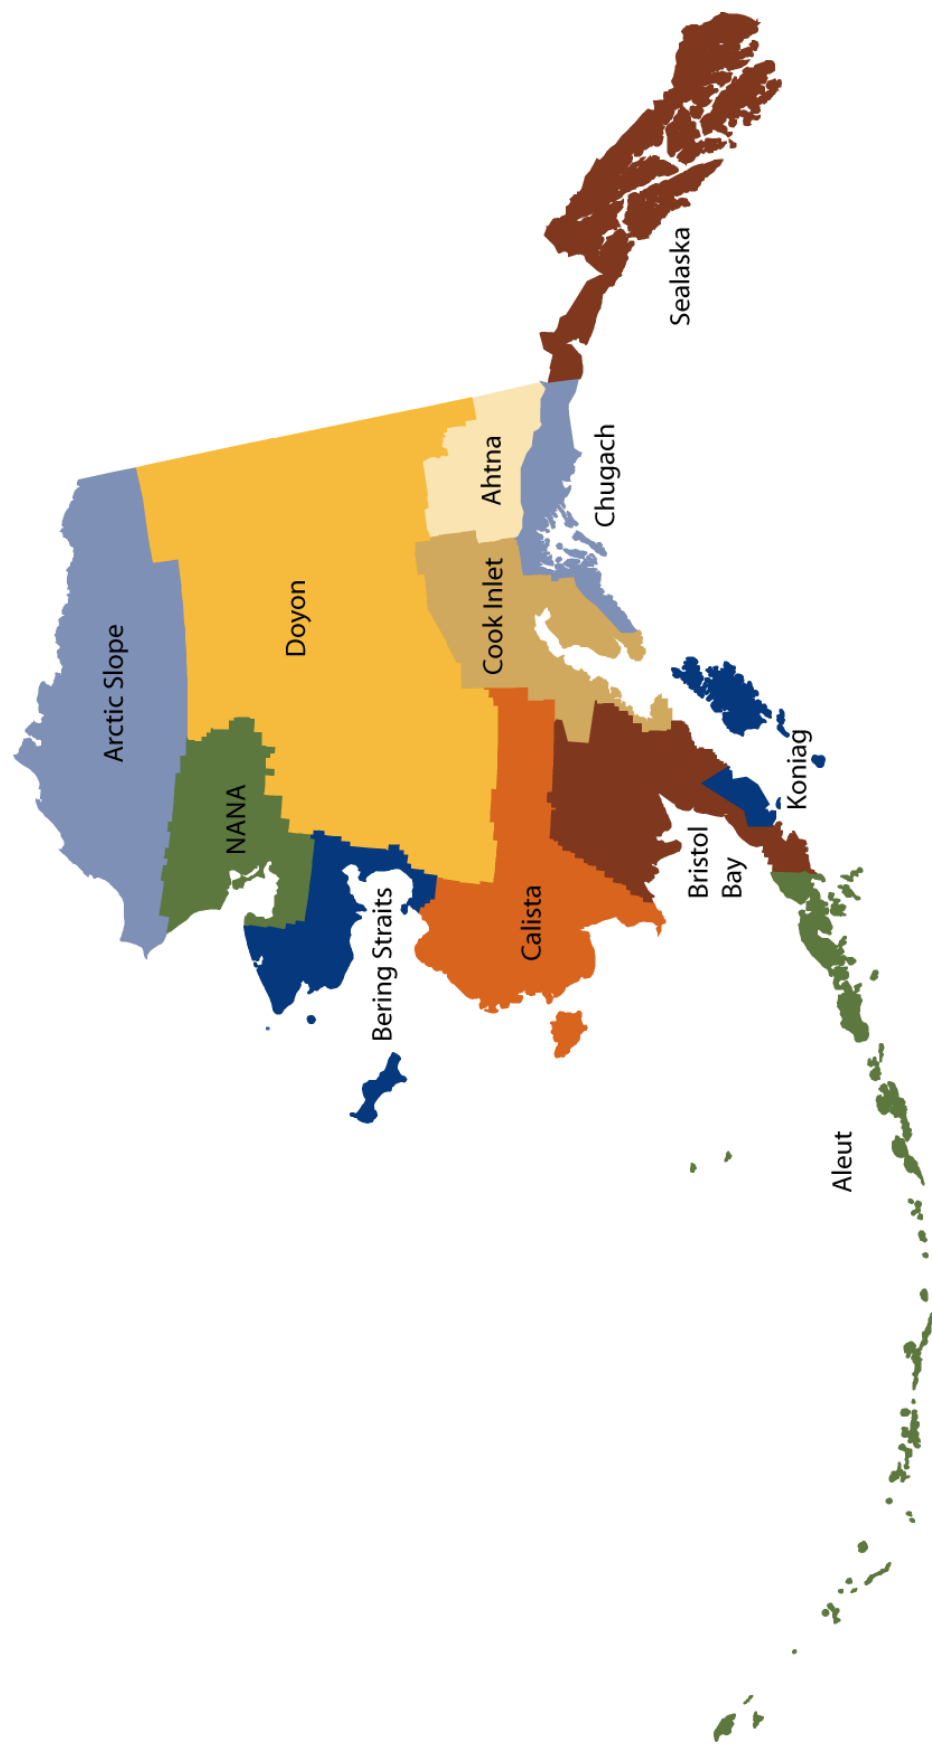 Arctic Slope
NANA
Doyon
Bering Straits
Ahtna
Cook Inlet
Calista
Chugach
Sealaska
Bristol
Bay
Koniag
Aleut